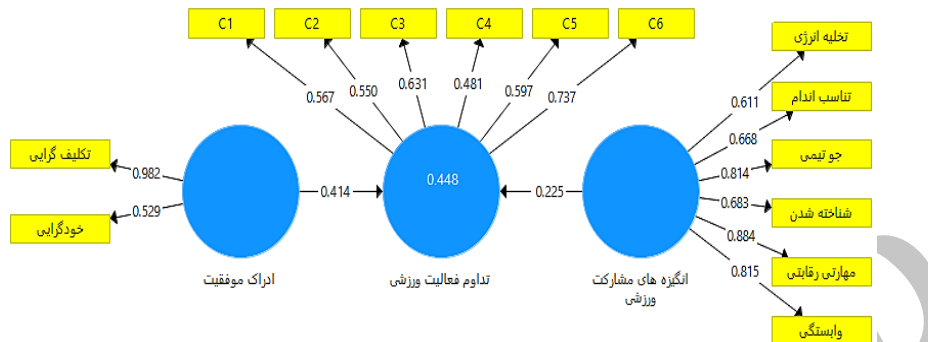 C1
C2
C3
C4
C5
C6
0.567
0.550
0.631
0.481
0.597
0.737
تکلیف گرایی
خودگرایی
0.982
0.529
0.414
0.448
0.225
ادراک موفقیت
تداوم فعالیت ورزشی
انگیزه های مشارکت
ورزشی
0.611
0.668
0.814
0.683
0.884
0.815
تخلیه انرژی
تناسب اندام
جو تیمی
شناخته شدن
مهارتی رقابتی
وابستگی